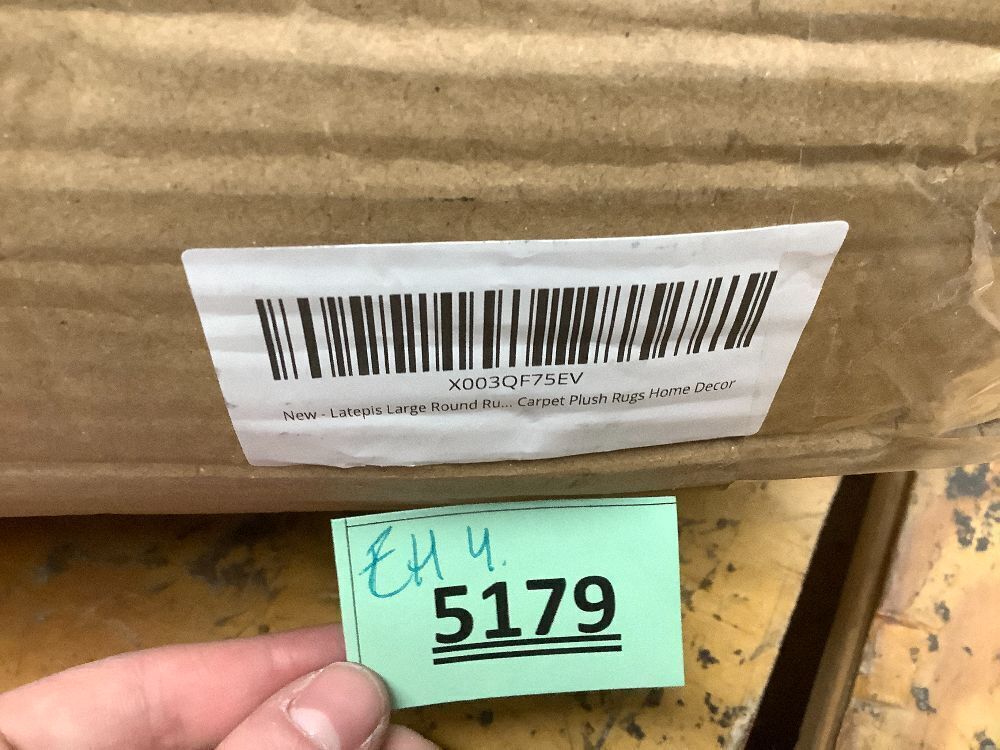 X003QF75EV
New - Latepis Large Round Ru... Carpet Plush Rugs Home Decor
EH 4.
5179